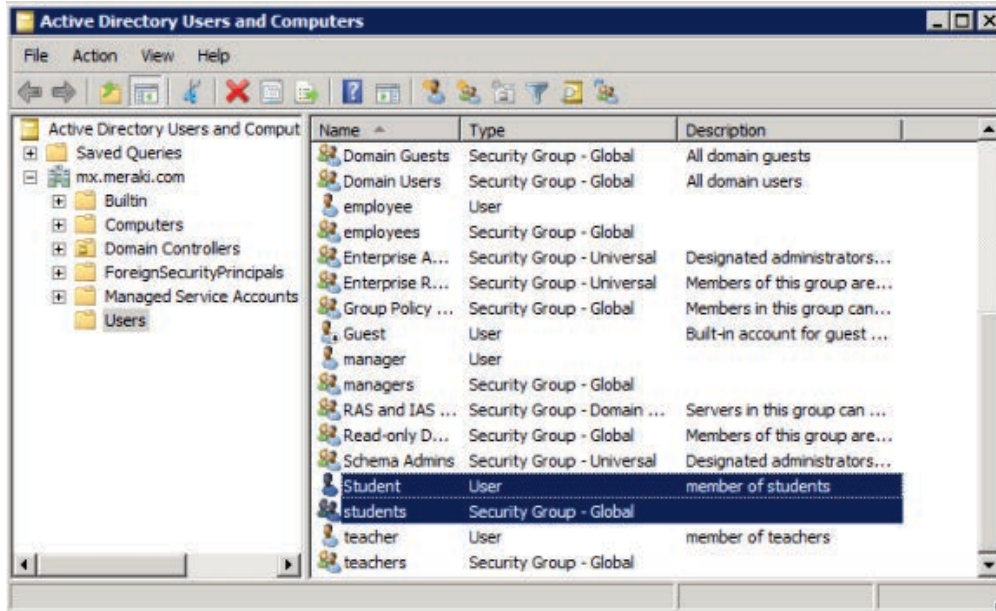 Active Directory Users and Computers
File Action View Help
Active Directory Users and Comput
Saved Queries
mx.meraki.com
Builtin
Computers
Domain Controllers
ForeignSecurityPrincipals
Managed Service Accounts
Users
Name Type Description
Domain Guests Security Group - Global All domain guests
Domain Users Security Group - Global All domain users
employee User
employees Security Group - Global
Enterprise A... Security Group - Universal Designated administrators...
Enterprise R... Security Group - Universal Members of this group are...
Group Policy ... Security Group - Global Members in this group can...
Guest User Built-in account for guest ...
manager User
managers Security Group - Global
RAS and IAS ... Security Group - Domain ... Servers in this group can ...
Read-only D... Security Group - Global Members of this group are...
Schema Admins Security Group - Universal Designated administrators...
Student User member of students
students Security Group - Global
teacher User member of teachers
teachers Security Group - Global